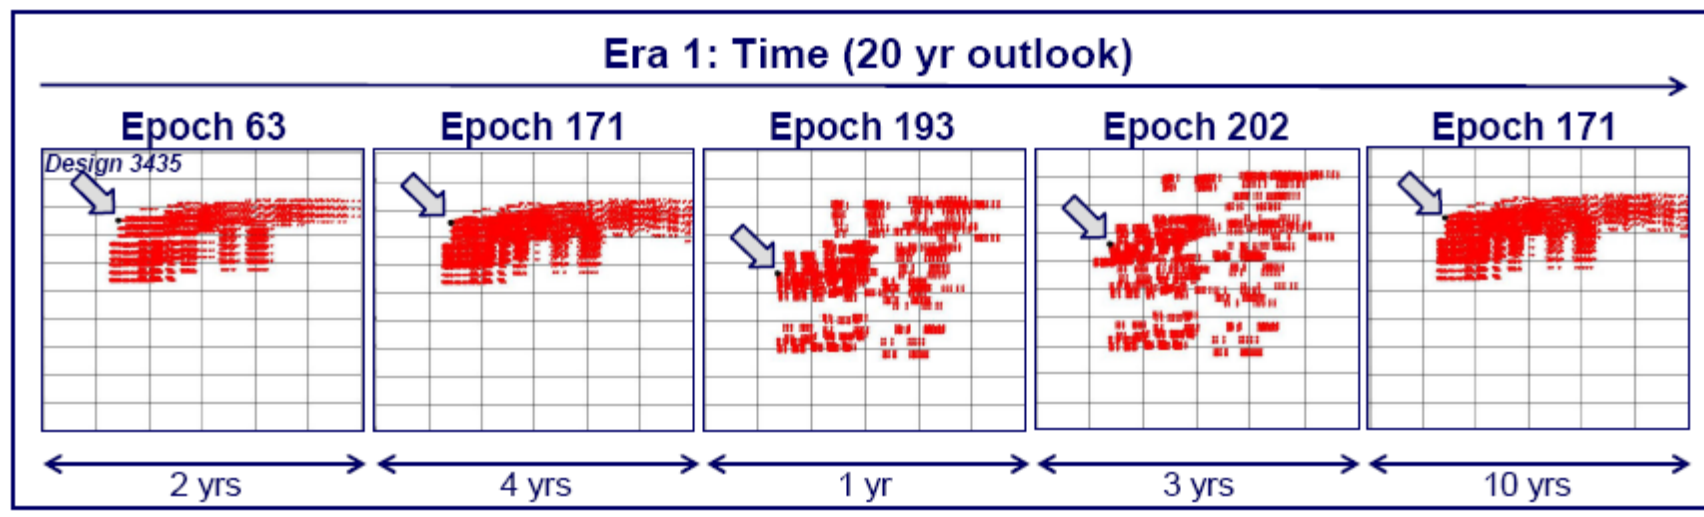 Era 1: Time (20 yr outlook)
Epoch 63
Epoch 171
Epoch 193
Epoch 202
Epoch 171
Design 3435
2 yrs
4 yrs
1 yr
3 yrs
10 yrs